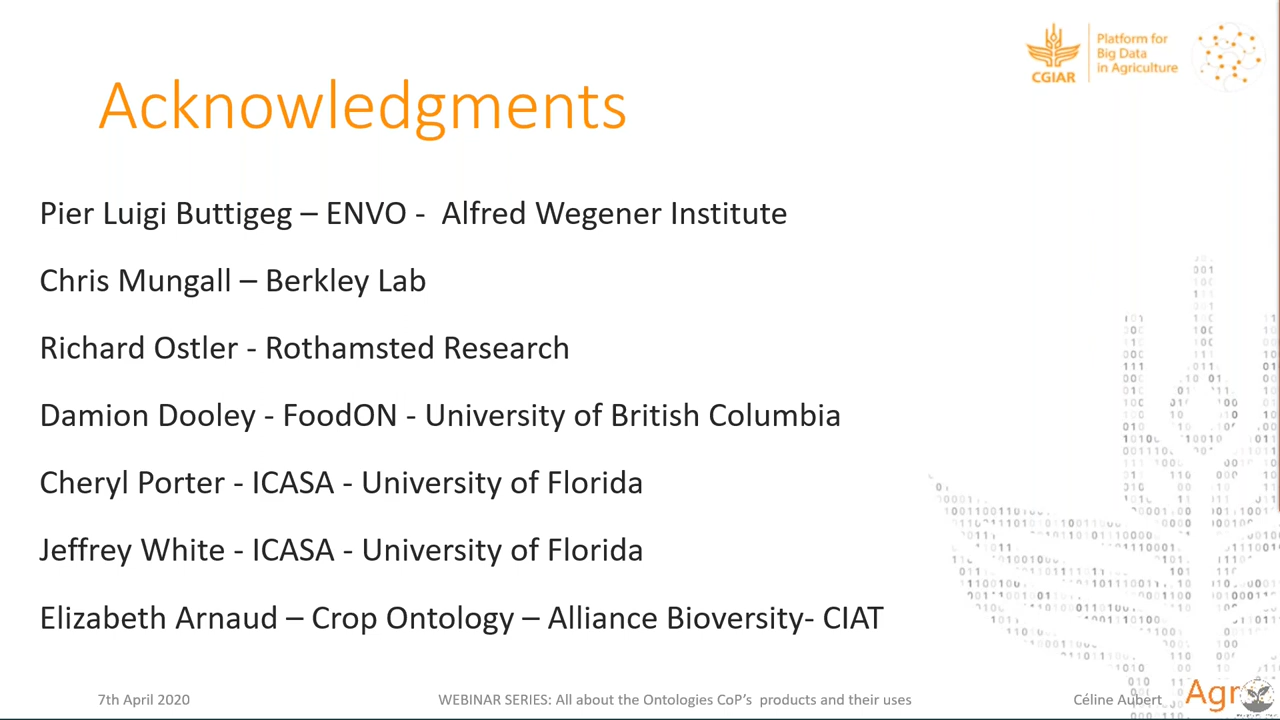 CGIAR
Platform for
Big Data
in Agriculture
Acknowledgments
Pier Luigi Buttigeg – ENVO - Alfred Wegener Institute
Chris Mungall – Berkley Lab
Richard Ostler - Rothamsted Research
Damion Dooley - FoodON - University of British Columbia
Cheryl Porter - ICASA - University of Florida
Jeffrey White - ICASA - University of Florida
Elizabeth Arnaud – Crop Ontology – Alliance Bioversity- CIAT
7th April 2020
WEBINAR SERIES: All about the Ontologies CoP's products and their uses
Céline Aubert
Agr